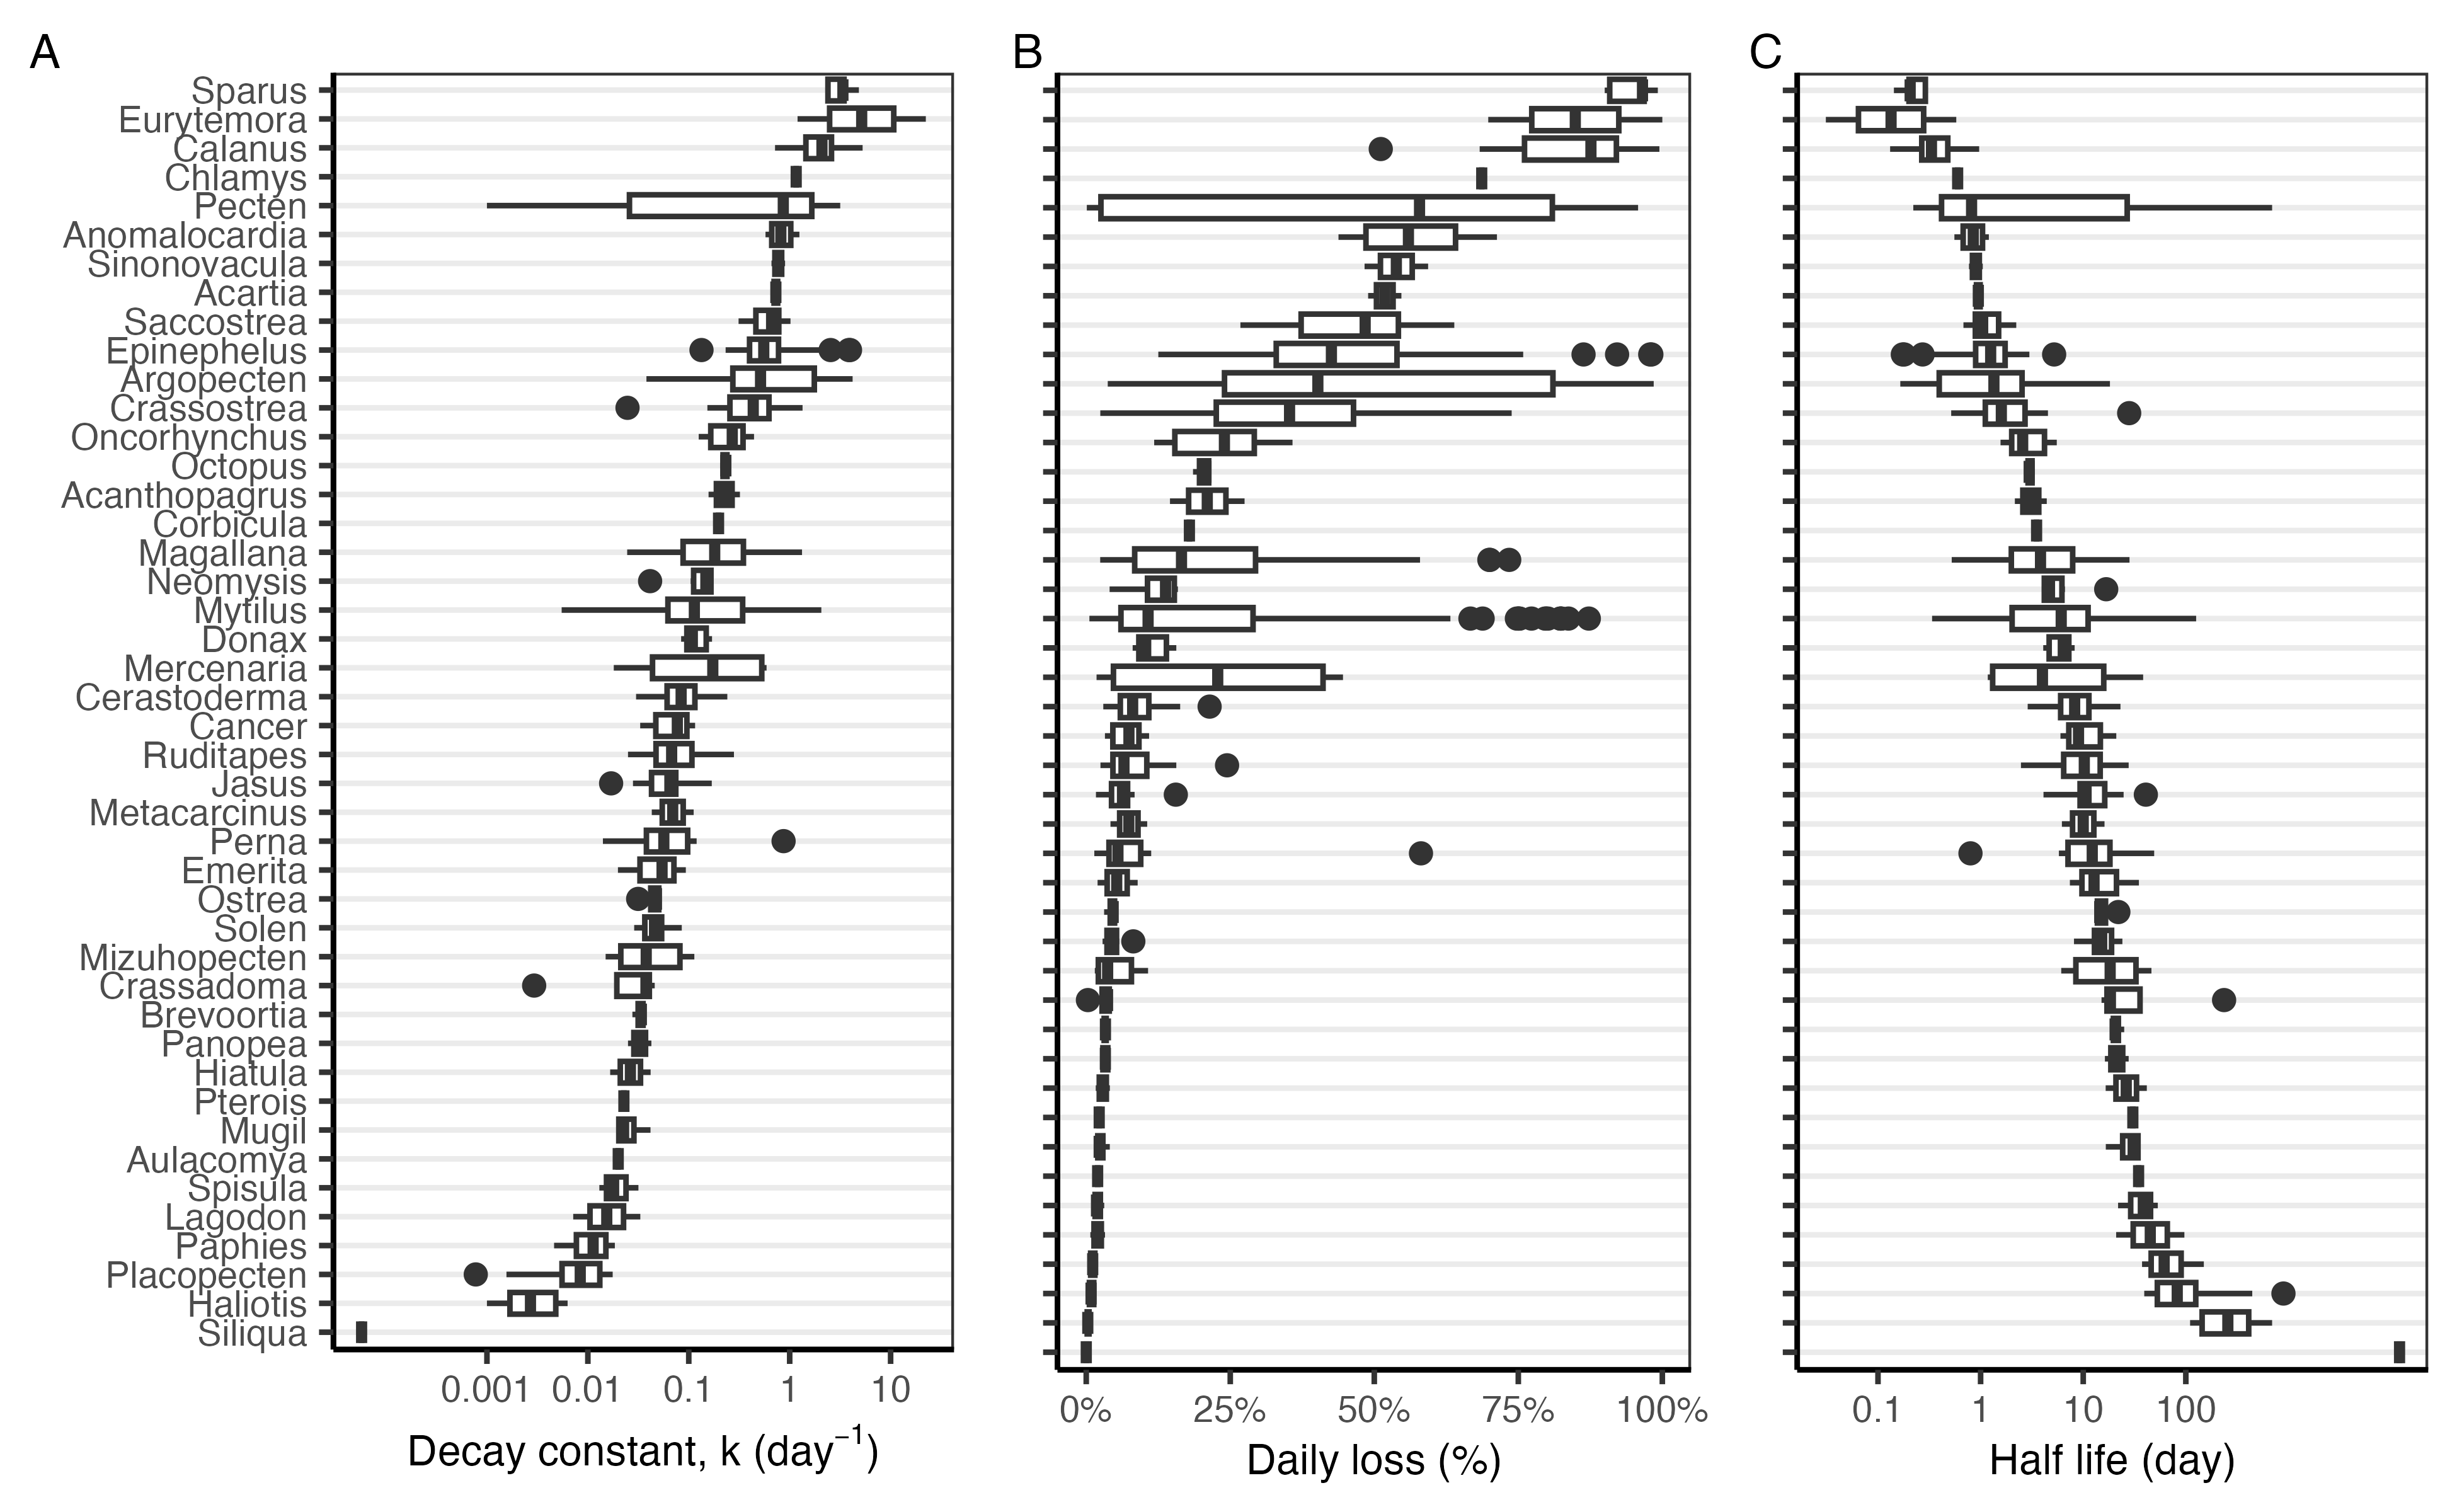 A
B
C
Sparus
Eurytemora
Calanus
Chlamys
Pecten
Anomalocardia
Sinonovacula
Acartia
Saccostrea
Epinephelus
Argopecten
Crassostrea
Oncorhynchus
Octopus
Acanthopagrus
Corbicula
Magallana
Neomysis
Mytilus
Donax
Mercenaria
Cerastoderma
Cancer
Ruditapes
Jasus
Metacarcinus
Perna
Emerita
Ostrea
Solen
Mizuhopecten
Crassadoma
Brevoortia
Panopea
Hiatula
Pterois
Mugil
Aulacomya
Spisula
Lagodon
Paphies
Placopecten
Haliotis
Siliqua
0.001 0.01 0.1 1 10
Decay constant, k (day⁻¹)
0% 25% 50% 75% 100%
Daily loss (%)
0.1 1 10 100
Half life (day)